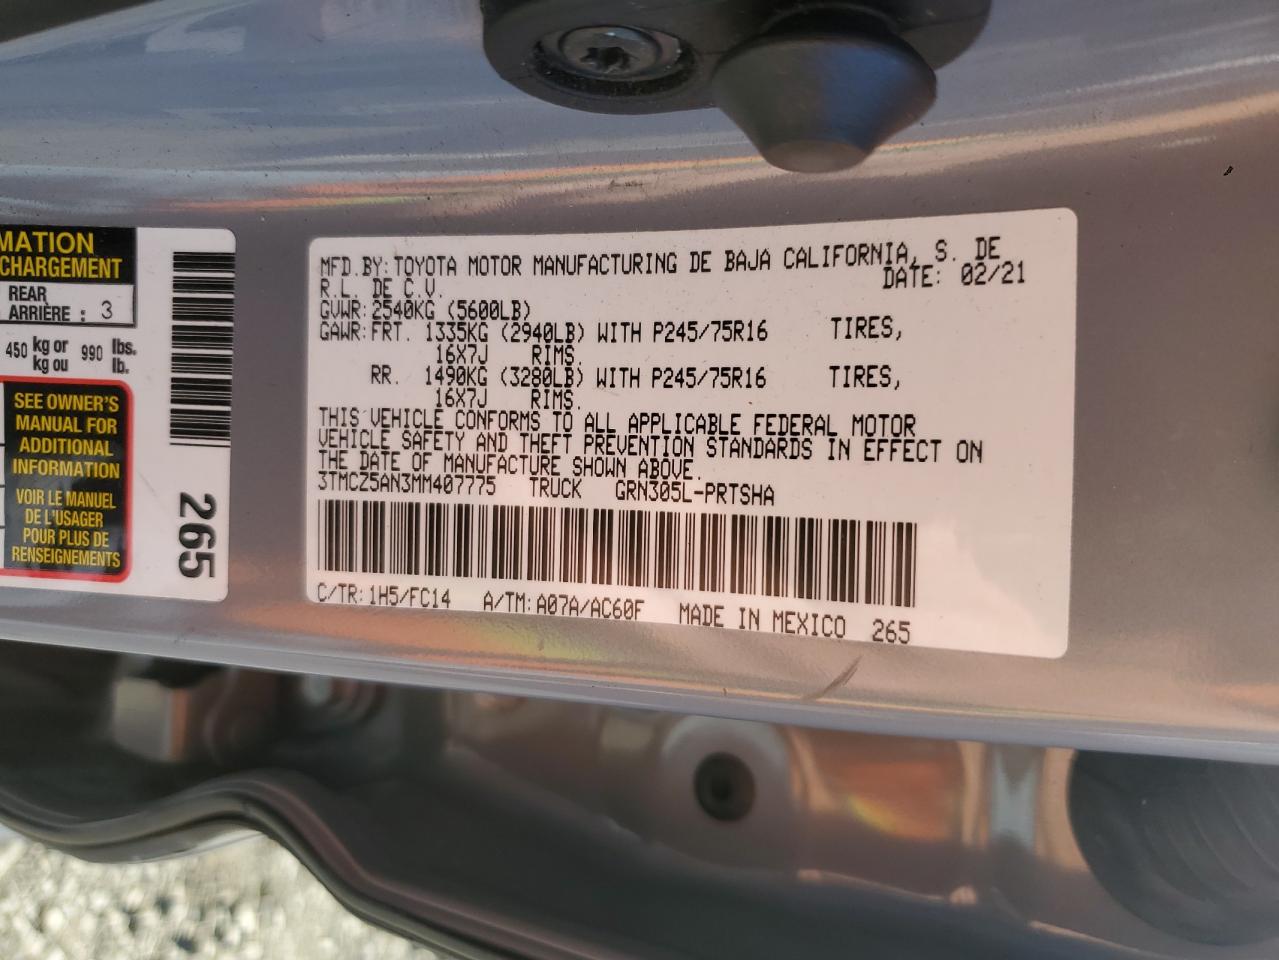 MATION
CHARGEMENT
REAR
ARRIÈRE : 3
450 kg or
kg ou 990 lbs.
lb.
SEE OWNER'S
MANUAL FOR
ADDITIONAL
INFORMATION
VOIR LE MANUEL
DE L'USAGER
POUR PLUS DE
RENSEIGNEMENTS
265
MFD.BY:TOYOTA MOTOR MANUFACTURING DE BAJA CALIFORNIA, S. DE
R.L. DE C.V. DATE: 02/21
GVWR:2540KG (5600LB)
GAWR:FRT. 1335KG (2940LB) WITH P245/75R16 TIRES,
16X7J RIMS.
RR. 1490KG (3280LB) WITH P245/75R16 TIRES,
16X7J RIMS.
THIS VEHICLE CONFORMS TO ALL APPLICABLE FEDERAL MOTOR
VEHICLE SAFETY AND THEFT PREVENTION STANDARDS IN EFFECT ON
THE DATE OF MANUFACTURE SHOWN ABOVE.
3TMCZ5AN3MM407775 TRUCK GRN305L-PRTSHA
C/TR:1H5/FC14 A/TM:A07A/AC60F MADE IN MEXICO 265